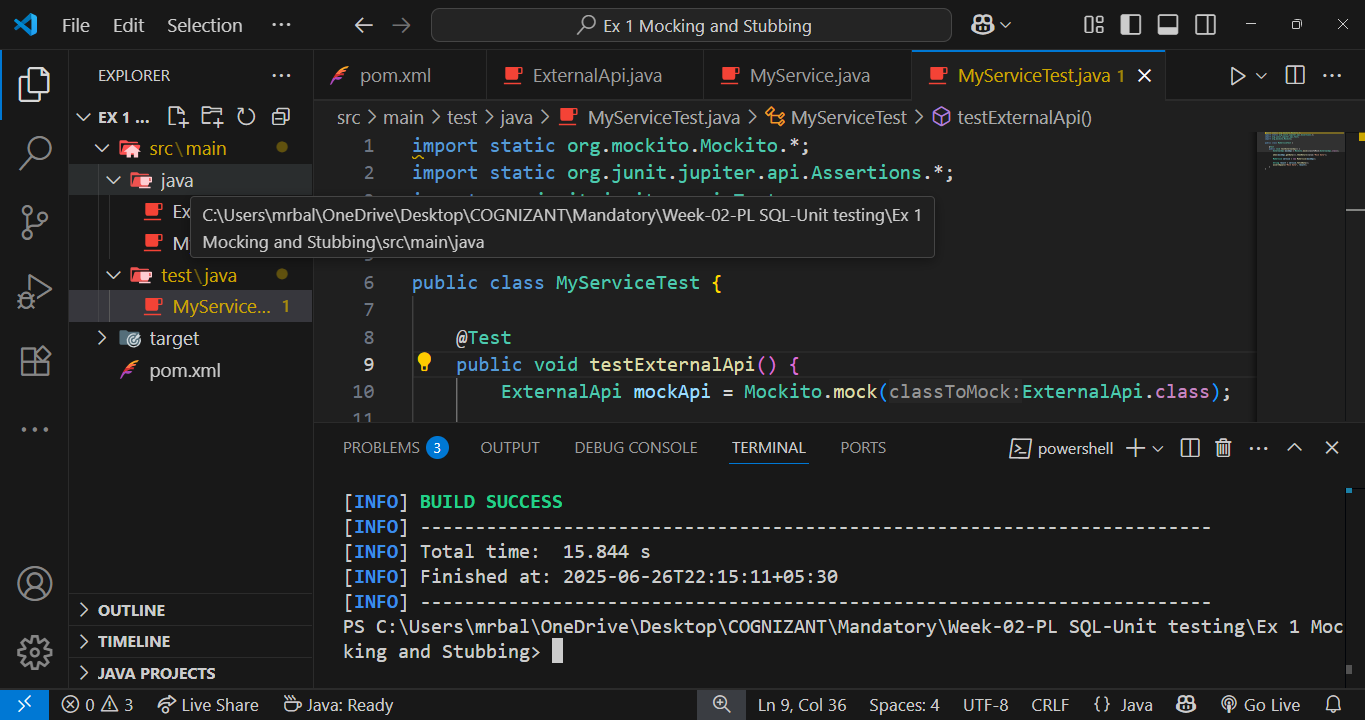 File Edit Selection ··· Ex 1 Mocking and Stubbing
EXPLORER ···
EX 1 ...
src\main
java
Ex
M
test\java
MyService... 1
target
pom.xml
OUTLINE
TIMELINE
JAVA PROJECTS
pom.xml ExternalApi.java MyService.java MyServiceTest.java 1
src > main > test > java > MyServiceTest.java > MyServiceTest > testExternalApi()
1 import static org.mockito.Mockito.*;
2 import static org.junit.jupiter.api.Assertions.*;
C:\Users\mrbal\OneDrive\Desktop\COGNIZANT\Mandatory\Week-02-PL SQL-Unit testing\Ex 1
Mocking and Stubbing\src\main\java
6 public class MyServiceTest {
7
8 @Test
9 public void testExternalApi() {
10 ExternalApi mockApi = Mockito.mock(classToMock:ExternalApi.class);
11
PROBLEMS 3 OUTPUT DEBUG CONSOLE TERMINAL PORTS powershell
[INFO] BUILD SUCCESS
[INFO] ------------------------------------------------------------------------
[INFO] Total time:  15.844 s
[INFO] Finished at: 2025-06-26T22:15:11+05:30
[INFO] ------------------------------------------------------------------------
PS C:\Users\mrbal\OneDrive\Desktop\COGNIZANT\Mandatory\Week-02-PL SQL-Unit testing\Ex 1 Moc
king and Stubbing>
0 3 Live Share Java: Ready Ln 9, Col 36 Spaces: 4 UTF-8 CRLF {} Java Go Live